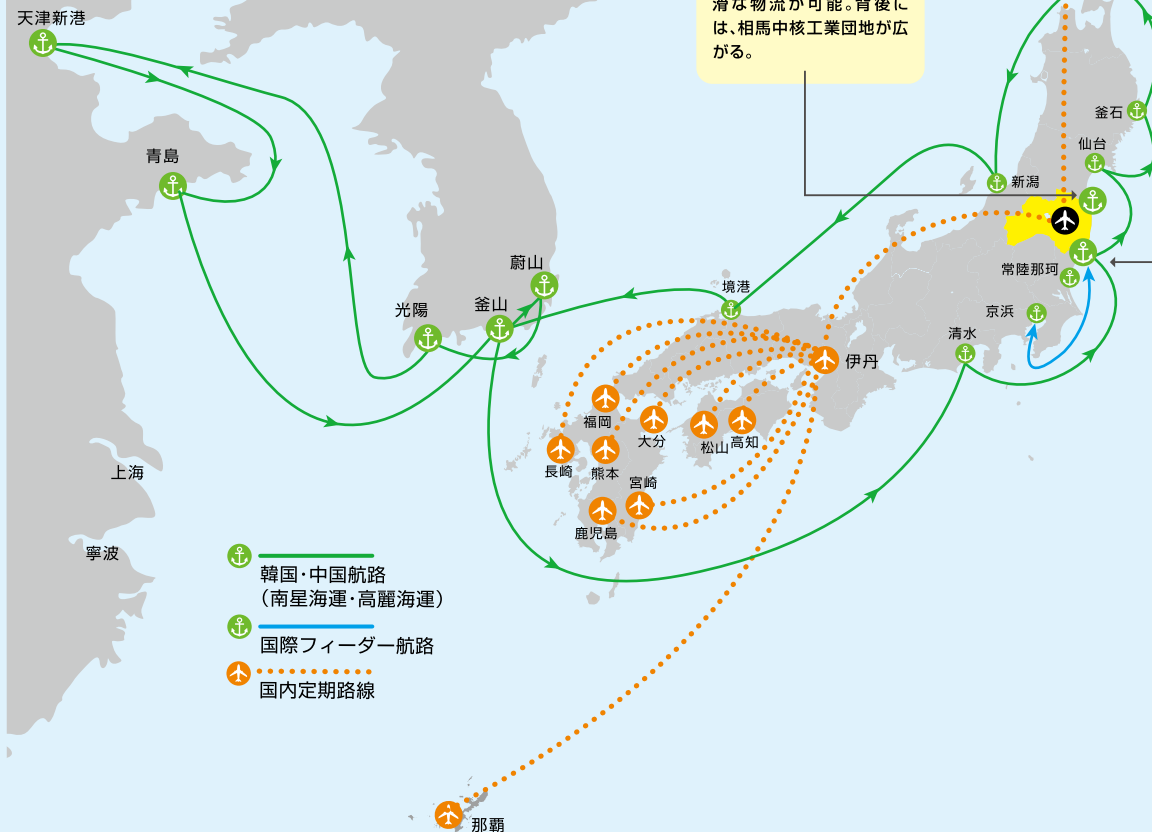 天津新港
滑な物流が可能。背後に
は、相馬中核工業団地が広
がる。
釜石
仙台
青島
新潟
蔚山
常陸那珂
境港
釜山
光陽
京浜
清水
伊丹
福岡
大分
松山
高知
長崎
熊本
上海
宮崎
鹿児島
寧波
韓国・中国航路
（南星海運・高麗海運）
国際フィーダー航路
国内定期路線
那覇